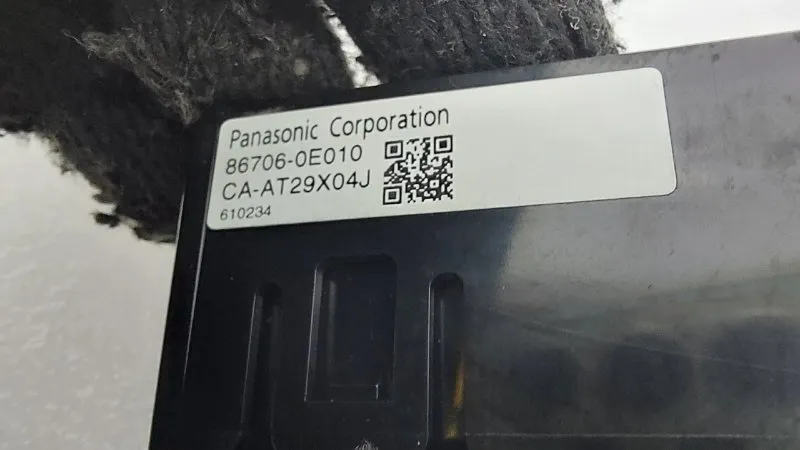 Panasonic Corporation
86706-0E010
CA-AT29X04J
610234